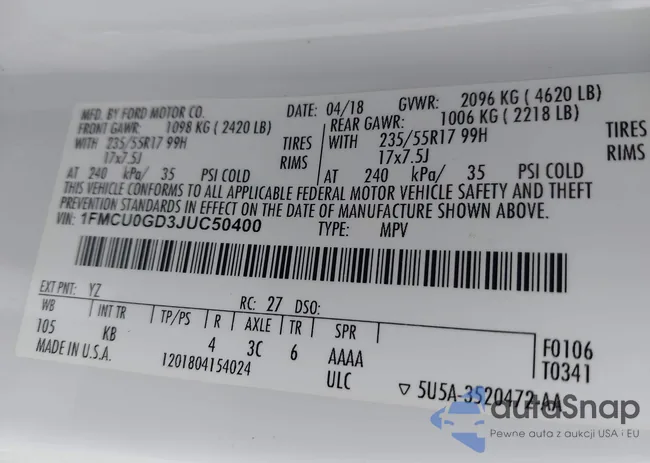 MFD. BY FORD MOTOR CO. DATE: 04/18 GVWR: 2096 KG ( 4620 LB)
FRONT GAWR: 1098 KG ( 2420 LB) REAR GAWR: 1006 KG ( 2218 LB)
WITH 235/55R17 99H TIRES WITH 235/55R17 99H TIRES
17x7.5J RIMS 17x7.5J RIMS
AT 240 kPa/ 35 PSI COLD AT 240 kPa/ 35 PSI COLD
THIS VEHICLE CONFORMS TO ALL APPLICABLE FEDERAL MOTOR VEHICLE SAFETY AND THEFT
PREVENTION STANDARDS IN EFFECT ON THE DATE OF MANUFACTURE SHOWN ABOVE.
VIN: 1FMCU0GD3JUC50400 TYPE: MPV
EXT PNT: YZ RC: 27 DSO:
WB INT TR TP/PS R AXLE TR SPR
105 KB 4 3C 6 AAAA F0106
MADE IN U.S.A. 1201804154024 ULC T0341
5U5A-3520472-AA
autoSnap
Pewne auta z aukcji USA i EU